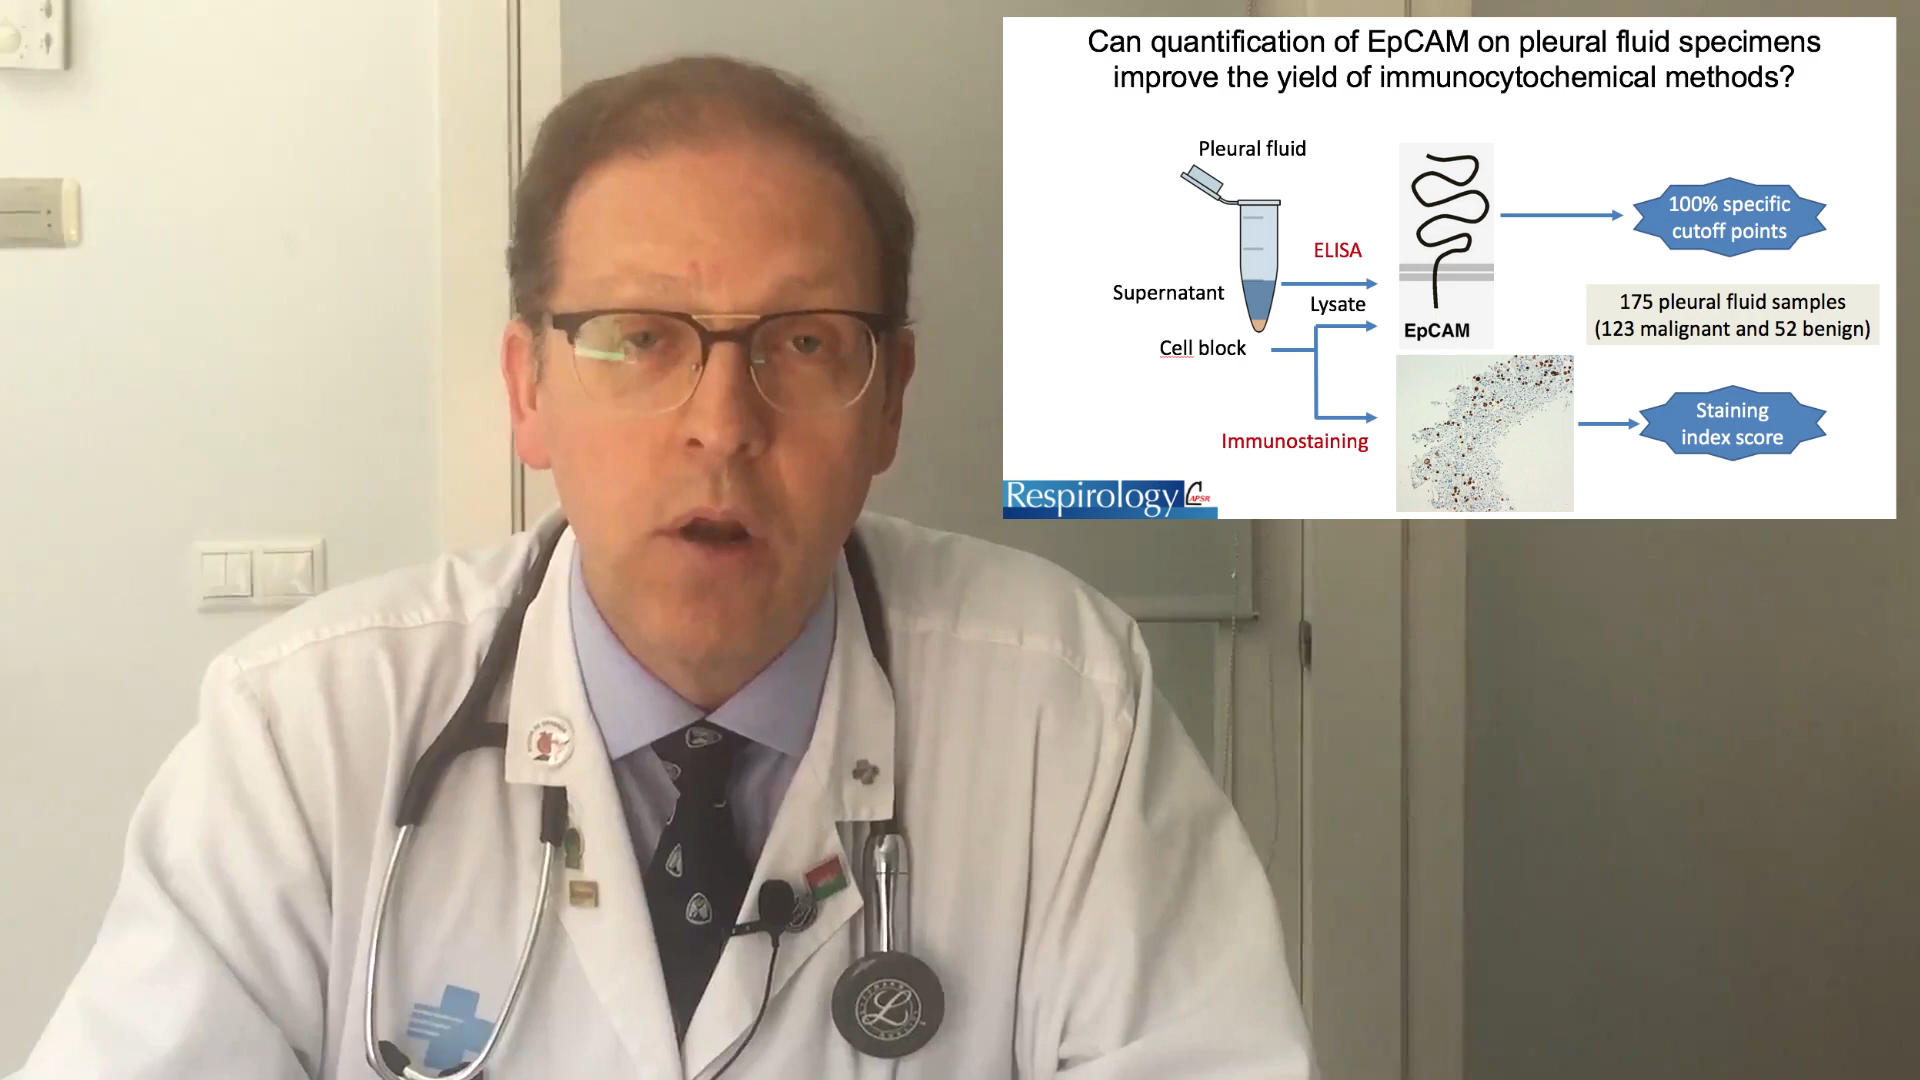 Can quantification of EpCAM on pleural fluid specimens
improve the yield of immunocytochemical methods?
Pleural fluid
ELISA
Supernatant
Lysate
Cell block
Immunostaining
EpCAM
100% specific
cutoff points
175 pleural fluid samples
(123 malignant and 52 benign)
Staining
index score
Respirology
APSR
L